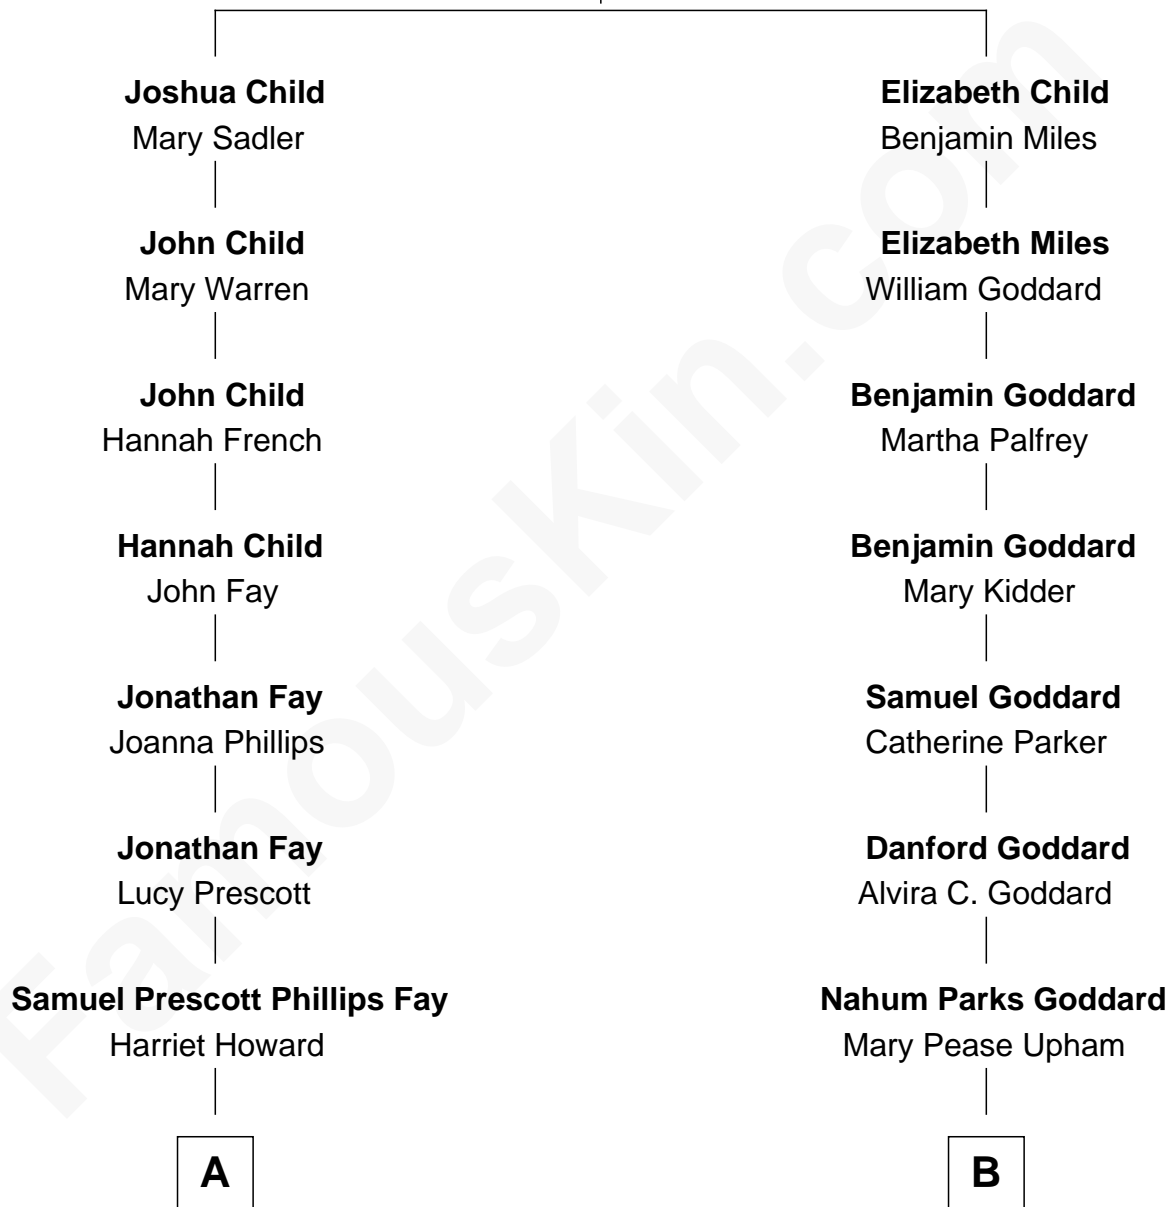 Joshua Child
Mary Sadler
John Child
Mary Warren
John Child
Hannah French
Hannah Child
John Fay
Jonathan Fay
Joanna Phillips
Jonathan Fay
Lucy Prescott
Samuel Prescott Phillips Fay
Harriet Howard
A
Elizabeth Child
Benjamin Miles
Elizabeth Miles
William Goddard
Benjamin Goddard
Martha Palfrey
Benjamin Goddard
Mary Kidder
Samuel Goddard
Catherine Parker
Danford Goddard
Alvira C. Goddard
Nahum Parks Goddard
Mary Pease Upham
B
FamousKin.com